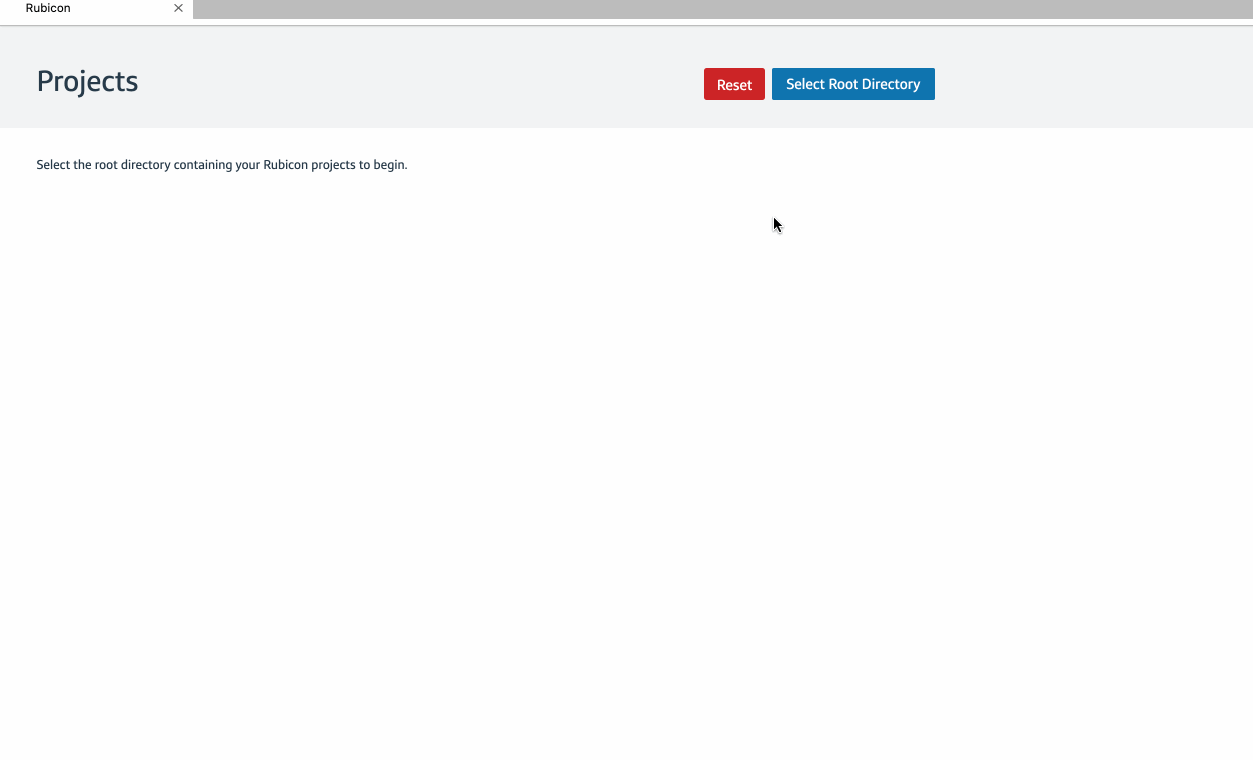 Rubicon
Projects
Reset
Select Root Directory
Select the root directory containing your Rubicon projects to begin.